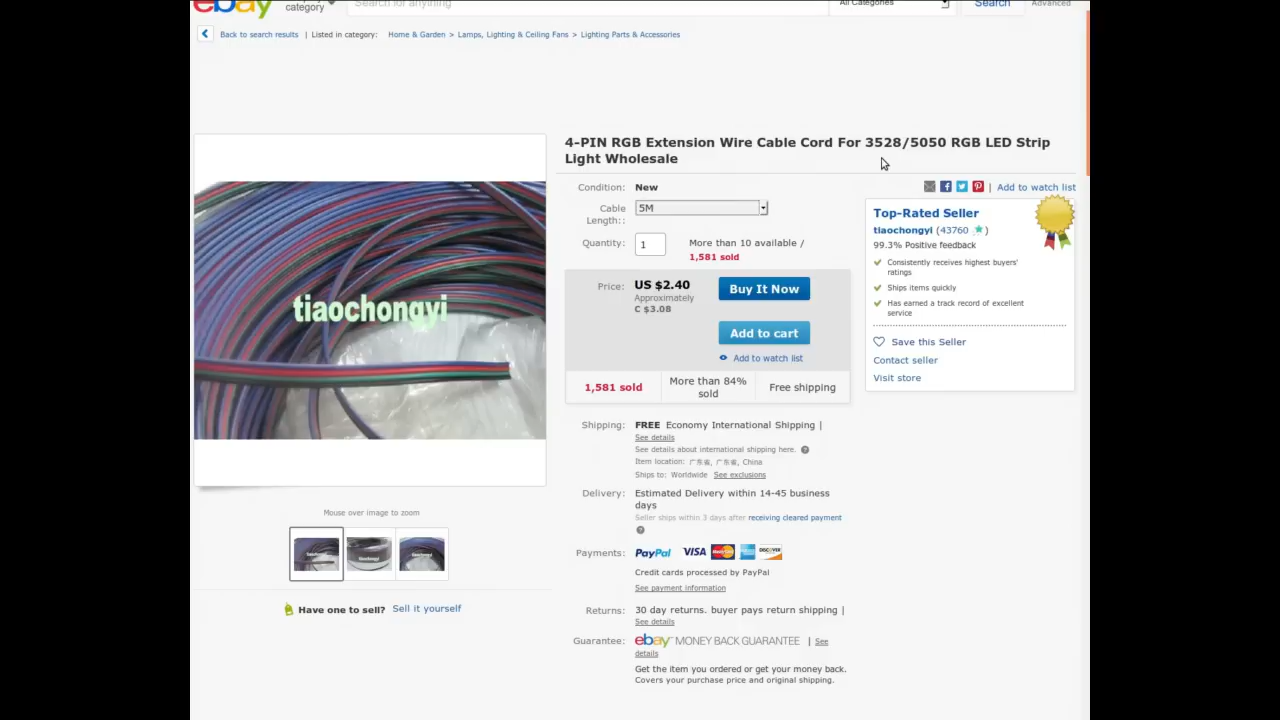 ebay
category
Search for anything
All Categories
Search
Advanced
Back to search results | Listed in category: Home & Garden > Lamps, Lighting & Ceiling Fans > Lighting Parts & Accessories
4-PIN RGB Extension Wire Cable Cord For 3528/5050 RGB LED Strip
Light Wholesale
| Add to watch list
Condition: New
Cable
Length::
5M
Quantity: 1
More than 10 available /
1,581 sold
Price: US $2.40
Approximately
C $3.08
Buy It Now
Add to cart
Add to watch list
1,581 sold
More than 84%
sold
Free shipping
Top-Rated Seller
tiaochongyi (43760 )
99.3% Positive feedback
Consistently receives highest buyers'
ratings
Ships items quickly
Has earned a track record of excellent
service
Save this Seller
Contact seller
Visit store
tiaochongyi
Mouse over image to zoom
Have one to sell? Sell it yourself
Shipping: FREE Economy International Shipping |
See details
See details about international shipping here.
Item location: 广东省, 广东省, China
Ships to: Worldwide See exclusions
Delivery: Estimated Delivery within 14-45 business
days
Seller ships within 3 days after receiving cleared payment
Payments: PayPal VISA MasterCard DISCOVER
Credit cards processed by PayPal
See payment information
Returns: 30 day returns. buyer pays return shipping |
See details
Guarantee: ebay MONEY BACK GUARANTEE | See
details
Get the item you ordered or get your money back.
Covers your purchase price and original shipping.